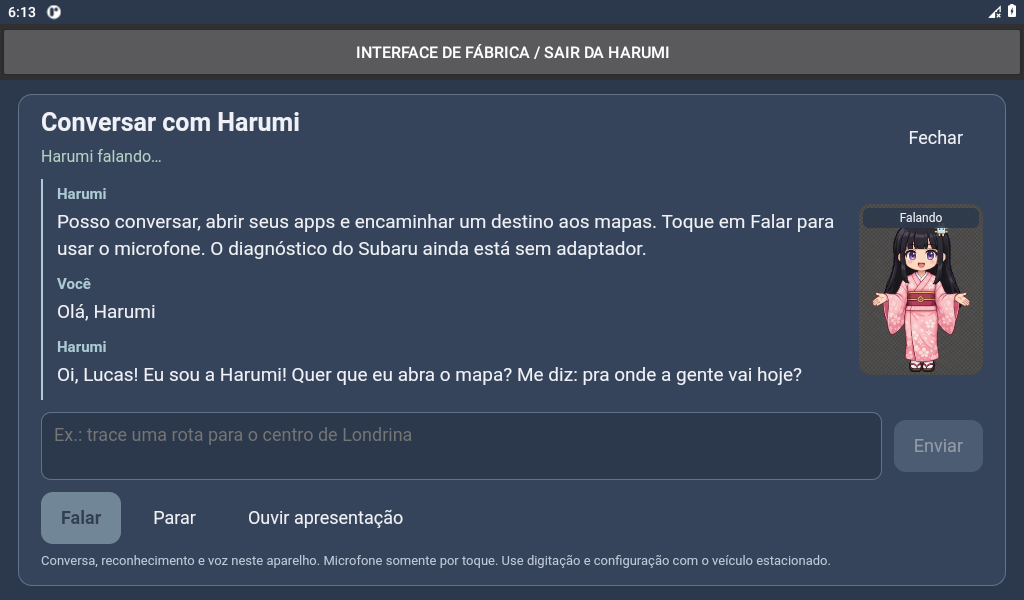 6:13
INTERFACE DE FÁBRICA / SAIR DA HARUMI
Conversar com Harumi
Fechar
Harumi falando…
Harumi
Posso conversar, abrir seus apps e encaminhar um destino aos mapas. Toque em Falar para
usar o microfone. O diagnóstico do Subaru ainda está sem adaptador.
Você
Olá, Harumi
Harumi
Oi, Lucas! Eu sou a Harumi! Quer que eu abra o mapa? Me diz: pra onde a gente vai hoje?
Falando
Ex.: trace uma rota para o centro de Londrina
Enviar
Falar
Parar
Ouvir apresentação
Conversa, reconhecimento e voz neste aparelho. Microfone somente por toque. Use digitação e configuração com o veículo estacionado.